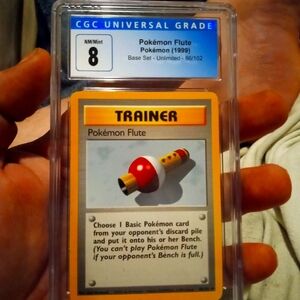 CGC UNIVERSAL GRADE
NM/Mint
8
Pokémon Flute
Pokémon (1999)
Base Set - Unlimited - 86/102
TRAINER
Pokémon Flute
Choose 1 Basic Pokémon card
from your opponent's discard pile
and put it onto his or her Bench.
(You can't play Pokémon Flute
if your opponent's Bench is full.)